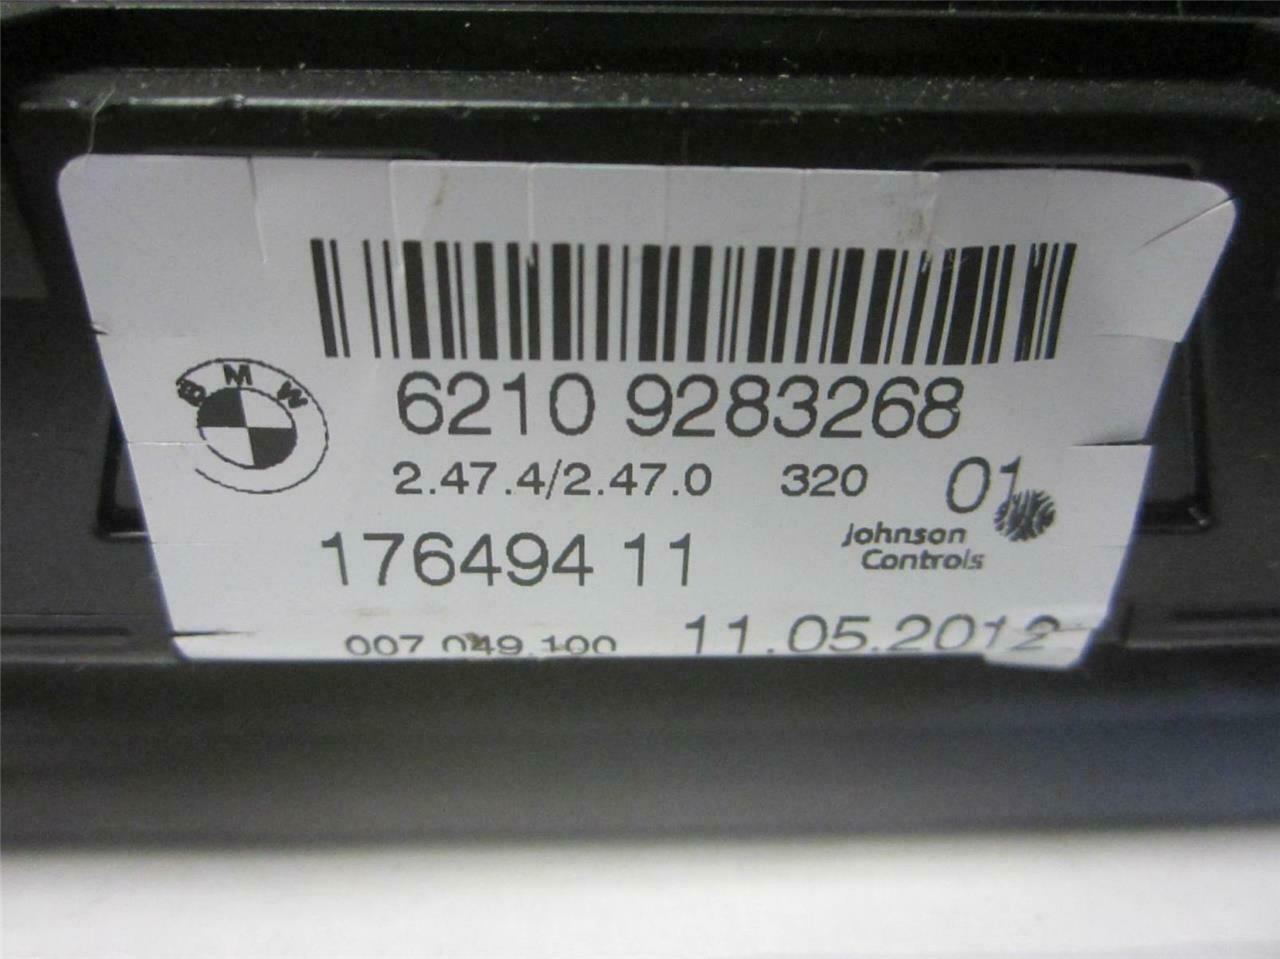 BMW
6210 9283268
2.47.4/2.47.0 320 01
Johnson
Controls
176494 11
007.049.100 11.05.2012